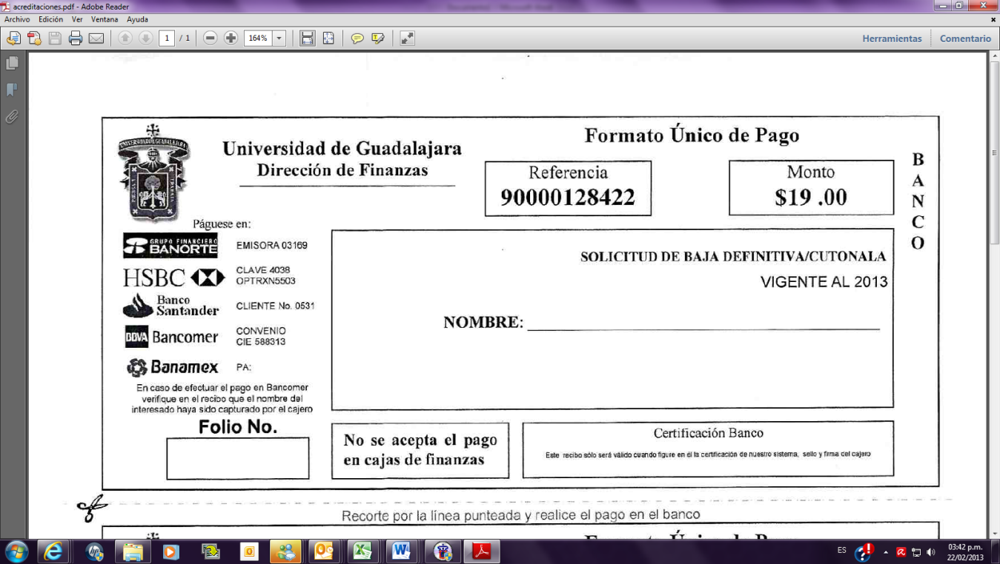 acreditaciones.pdf - Adobe Reader
Archivo Edición Ver Ventana Ayuda
1 / 1 164% Herramientas Comentario
Universidad de Guadalajara
Dirección de Finanzas
Formato Único de Pago
Referencia
90000128422
Monto
$19 .00
BANCO
Páguese en:
GRUPO FINANCIERO
BANORTE
EMISORA 03169
HSBC
CLAVE 4038
OPTRXN5503
Banco
Santander
CLIENTE No. 0531
BBVA Bancomer
CONVENIO
CIE 588313
Banamex
PA:
En caso de efectuar el pago en Bancomer
verifique en el recibo que el nombre del
interesado haya sido capturado por el cajero
SOLICITUD DE BAJA DEFINITIVA/CUTONALA
VIGENTE AL 2013
NOMBRE:
Folio No.
No se acepta el pago
en cajas de finanzas
Certificación Banco
Este recibo sólo será válido cuando figure en él la certificación de nuestro sistema, sello y firma del cajero
Recorte por la línea punteada y realice el pago en el banco
Formato Único de Pago
ES
03:42 p.m.
22/02/2013